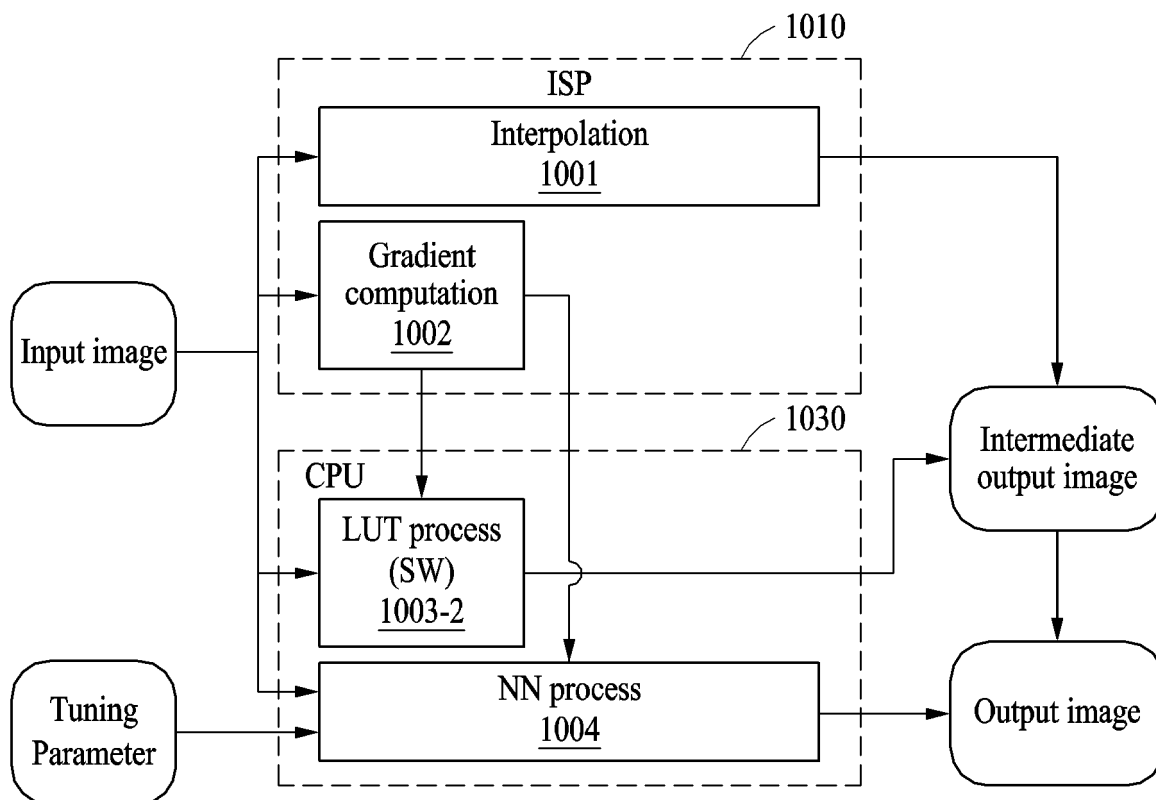 1010
ISP
Interpolation
1001
Gradient
computation
1002
Input image
1030
CPU
LUT process
(SW)
1003-2
Intermediate
output image
NN process
1004
Tuning
Parameter
Output image